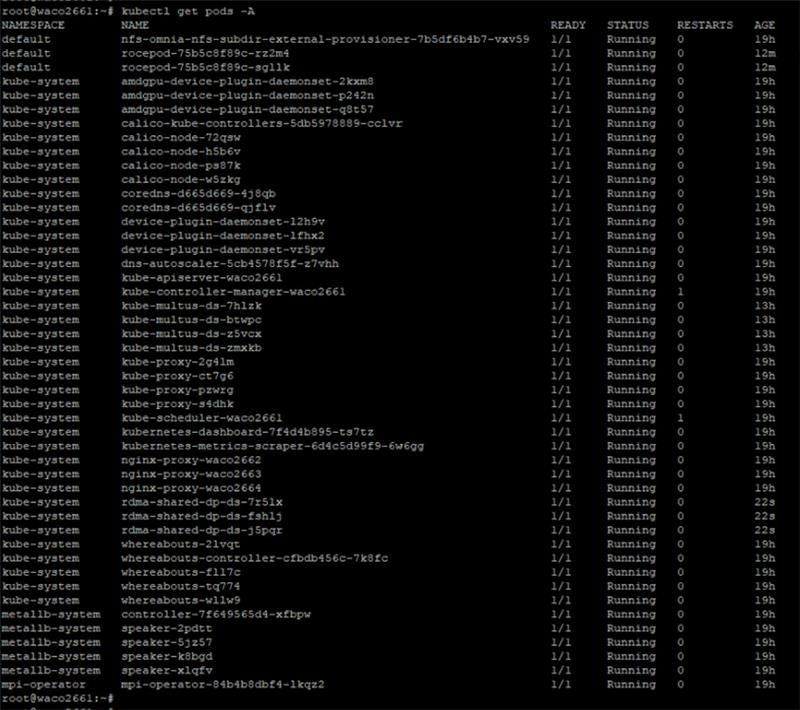 root@waco2661:~# kubectl get pods -A
NAMESPACE NAME READY STATUS RESTARTS AGE
default nfs-omnia-nfs-subdir-external-provisioner-7b5df6b4b7-vxv59 1/1 Running 0 19h
default rocepod-75b5c8f89c-rz2m4 1/1 Running 0 12m
default rocepod-75b5c8f89c-sgllk 1/1 Running 0 12m
kube-system amdgpu-device-plugin-daemonset-2kxm8 1/1 Running 0 19h
kube-system amdgpu-device-plugin-daemonset-p242n 1/1 Running 0 19h
kube-system amdgpu-device-plugin-daemonset-q8t57 1/1 Running 0 19h
kube-system calico-kube-controllers-5db5978889-cclvr 1/1 Running 0 19h
kube-system calico-node-72qsw 1/1 Running 0 19h
kube-system calico-node-h5b6v 1/1 Running 0 19h
kube-system calico-node-ps87k 1/1 Running 0 19h
kube-system calico-node-w5zkg 1/1 Running 0 19h
kube-system coredns-d665d669-4j8qb 1/1 Running 0 19h
kube-system coredns-d665d669-qjflv 1/1 Running 0 19h
kube-system device-plugin-daemonset-l2h9v 1/1 Running 0 19h
kube-system device-plugin-daemonset-lfhx2 1/1 Running 0 19h
kube-system device-plugin-daemonset-vr5pv 1/1 Running 0 19h
kube-system dns-autoscaler-5cb4578f5f-z7vhh 1/1 Running 0 19h
kube-system kube-apiserver-waco2661 1/1 Running 0 19h
kube-system kube-controller-manager-waco2661 1/1 Running 1 19h
kube-system kube-multus-ds-7hlzk 1/1 Running 0 13h
kube-system kube-multus-ds-btwpc 1/1 Running 0 13h
kube-system kube-multus-ds-z5vcx 1/1 Running 0 13h
kube-system kube-multus-ds-zmxkb 1/1 Running 0 13h
kube-system kube-proxy-2g4lm 1/1 Running 0 19h
kube-system kube-proxy-ct7g6 1/1 Running 0 19h
kube-system kube-proxy-pzwrg 1/1 Running 0 19h
kube-system kube-proxy-s4dhk 1/1 Running 0 19h
kube-system kube-scheduler-waco2661 1/1 Running 1 19h
kube-system kubernetes-dashboard-7f4d4b895-ts7tz 1/1 Running 0 19h
kube-system kubernetes-metrics-scraper-6d4c5d99f9-6w6gg 1/1 Running 0 19h
kube-system nginx-proxy-waco2662 1/1 Running 0 19h
kube-system nginx-proxy-waco2663 1/1 Running 0 19h
kube-system nginx-proxy-waco2664 1/1 Running 0 19h
kube-system rdma-shared-dp-ds-7r5lx 1/1 Running 0 22s
kube-system rdma-shared-dp-ds-fshlj 1/1 Running 0 22s
kube-system rdma-shared-dp-ds-j5pqr 1/1 Running 0 22s
kube-system whereabouts-2lvqt 1/1 Running 0 19h
kube-system whereabouts-controller-cfbdb456c-7k8fc 1/1 Running 0 19h
kube-system whereabouts-fll7c 1/1 Running 0 19h
kube-system whereabouts-tq774 1/1 Running 0 19h
kube-system whereabouts-wllw9 1/1 Running 0 19h
metallb-system controller-7f649565d4-xfbpw 1/1 Running 0 19h
metallb-system speaker-2pdtt 1/1 Running 0 19h
metallb-system speaker-5jz57 1/1 Running 0 19h
metallb-system speaker-k8bgd 1/1 Running 0 19h
metallb-system speaker-xlqfv 1/1 Running 0 19h
mpi-operator mpi-operator-84b4b8dbf4-lkqz2 1/1 Running 0 19h
root@waco2661:~#